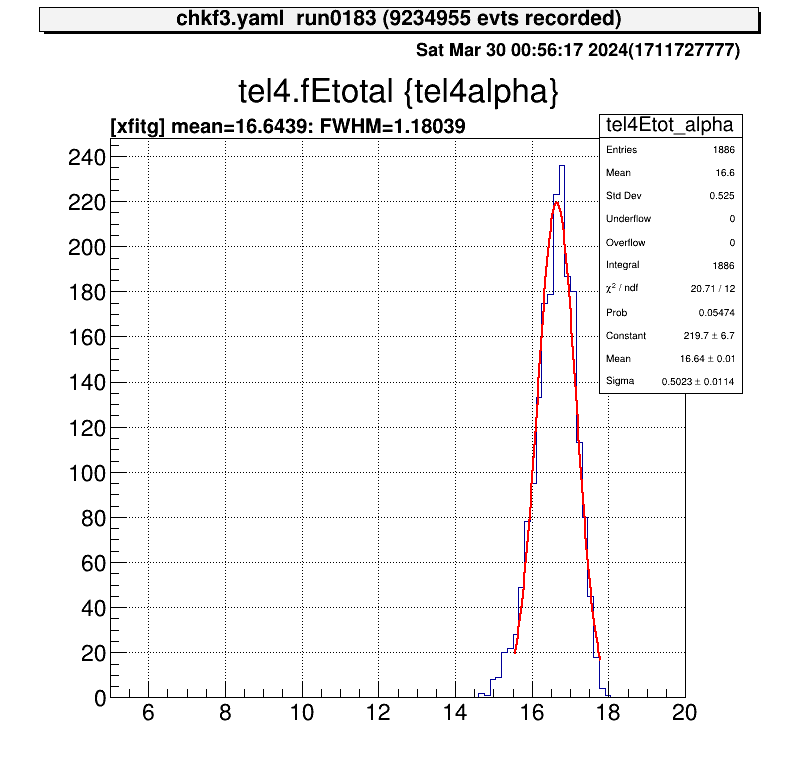 chkf3.yaml run0183 (9234955 evts recorded)
Sat Mar 30 00:56:17 2024(1711727777)
tel4.fEtotal {tel4alpha}
[xfitg] mean=16.6439: FWHM=1.18039
tel4Etot_alpha
Entries 1886
Mean 16.6
Std Dev 0.525
Underflow 0
Overflow 0
Integral 1886
χ² / ndf 20.71 / 12
Prob 0.05474
Constant 219.7 ± 6.7
Mean 16.64 ± 0.01
Sigma 0.5023 ± 0.0114
240
220
200
180
160
140
120
100
80
60
40
20
0
6 8 10 12 14 16 18 20